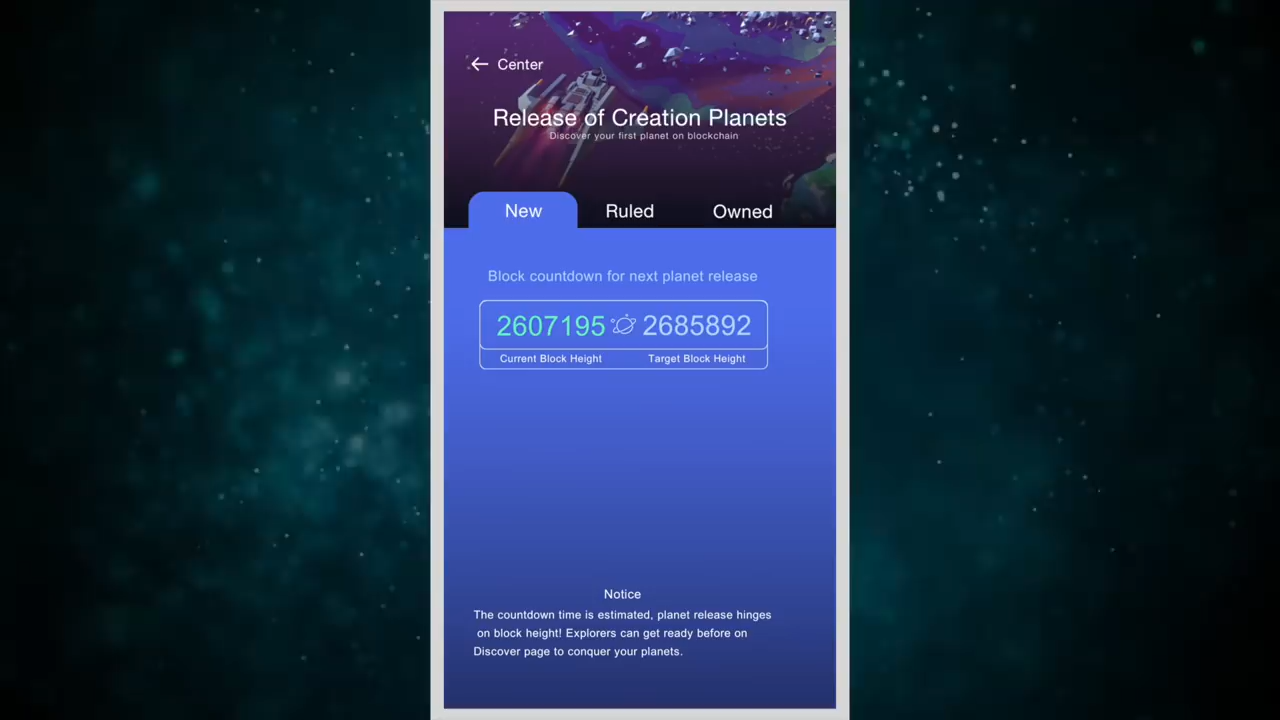 Center
Release of Creation Planets
Discover your first planet on blockchain
New Ruled Owned
Block countdown for next planet release
2607195 2685892
Current Block Height Target Block Height
Notice
The countdown time is estimated, planet release hinges
on block height! Explorers can get ready before on
Discover page to conquer your planets.